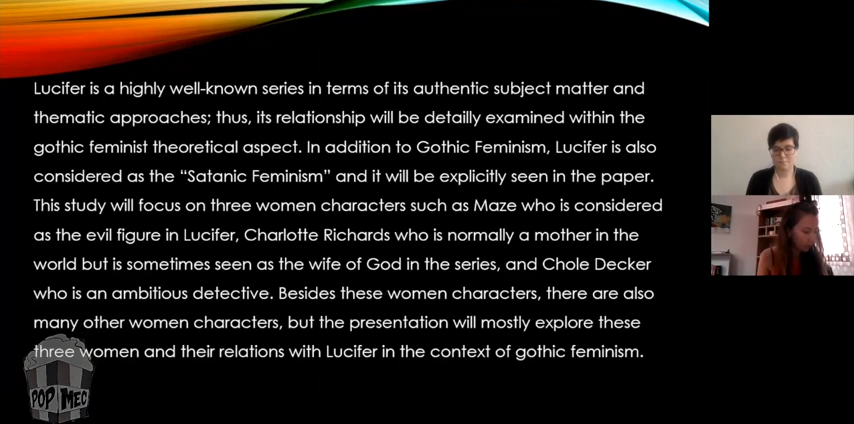 Lucifer is a highly well-known series in terms of its authentic subject matter and
thematic approaches; thus, its relationship will be detailly examined within the
gothic feminist theoretical aspect. In addition to Gothic Feminism, Lucifer is also
considered as the “Satanic Feminism” and it will be explicitly seen in the paper.
This study will focus on three women characters such as Maze who is considered
as the evil figure in Lucifer, Charlotte Richards who is normally a mother in the
world but is sometimes seen as the wife of God in the series, and Chole Decker
who is an ambitious detective. Besides these women characters, there are also
many other women characters, but the presentation will mostly explore these
three women and their relations with Lucifer in the context of gothic feminism.
POP MEC